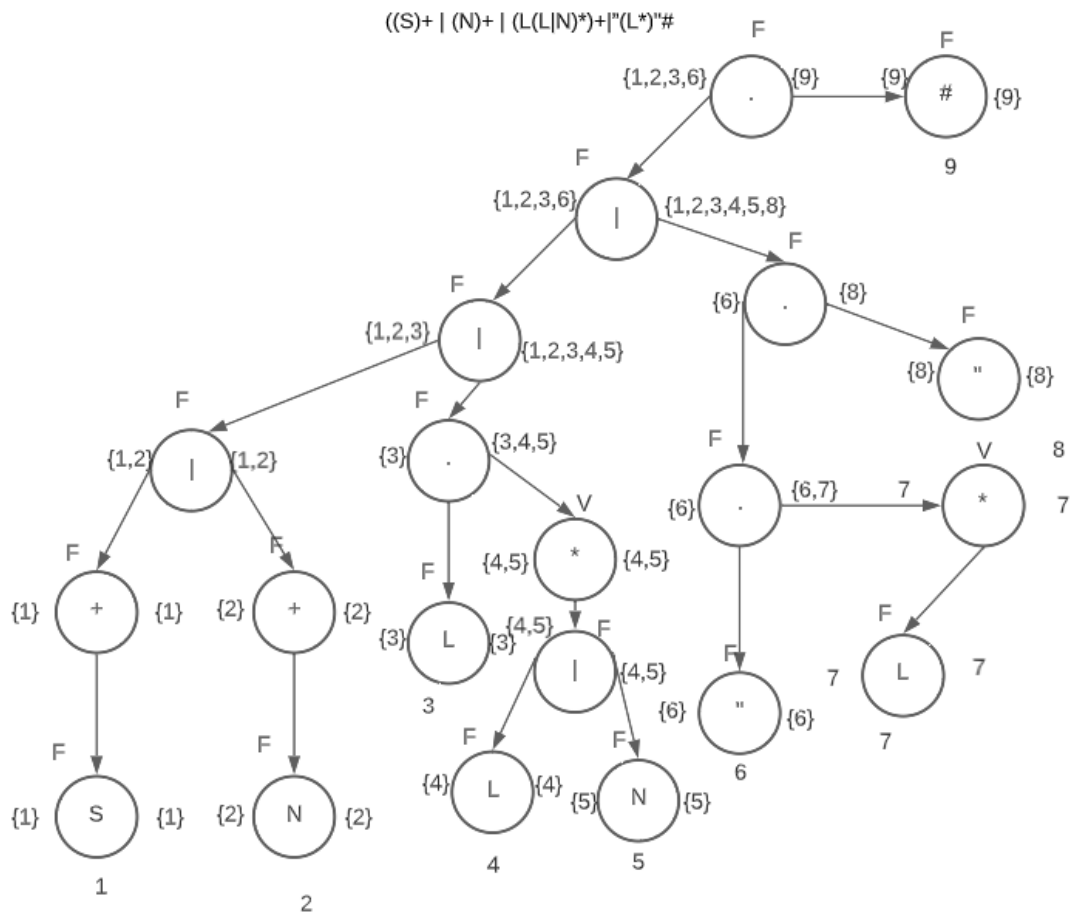 ((S)+ | (N)+ | (L(L|N)*)+|"(L*)"#
F
F
{1,2,3,6} . {9} {9} # {9}
9
F
{1,2,3,6} | {1,2,3,4,5,8}
F
F
{6} . {8}
{1,2,3} | {1,2,3,4,5}
F
{8} " {8}
8
F
F
{1,2} | {1,2}
{3} . {3,4,5}
F
V
{6} . {6,7} 7 * 7
V
F
F
{4,5} * {4,5}
{1} + {1}
{2} + {2}
F
{3} L {3}
3
{4,5} F
| {4,5}
F
7 L 7
7
F
{6} " {6}
6
F
F
{1} S {1}
1
{2} N {2}
2
F
{4} L {4}
4
F
{5} N {5}
5